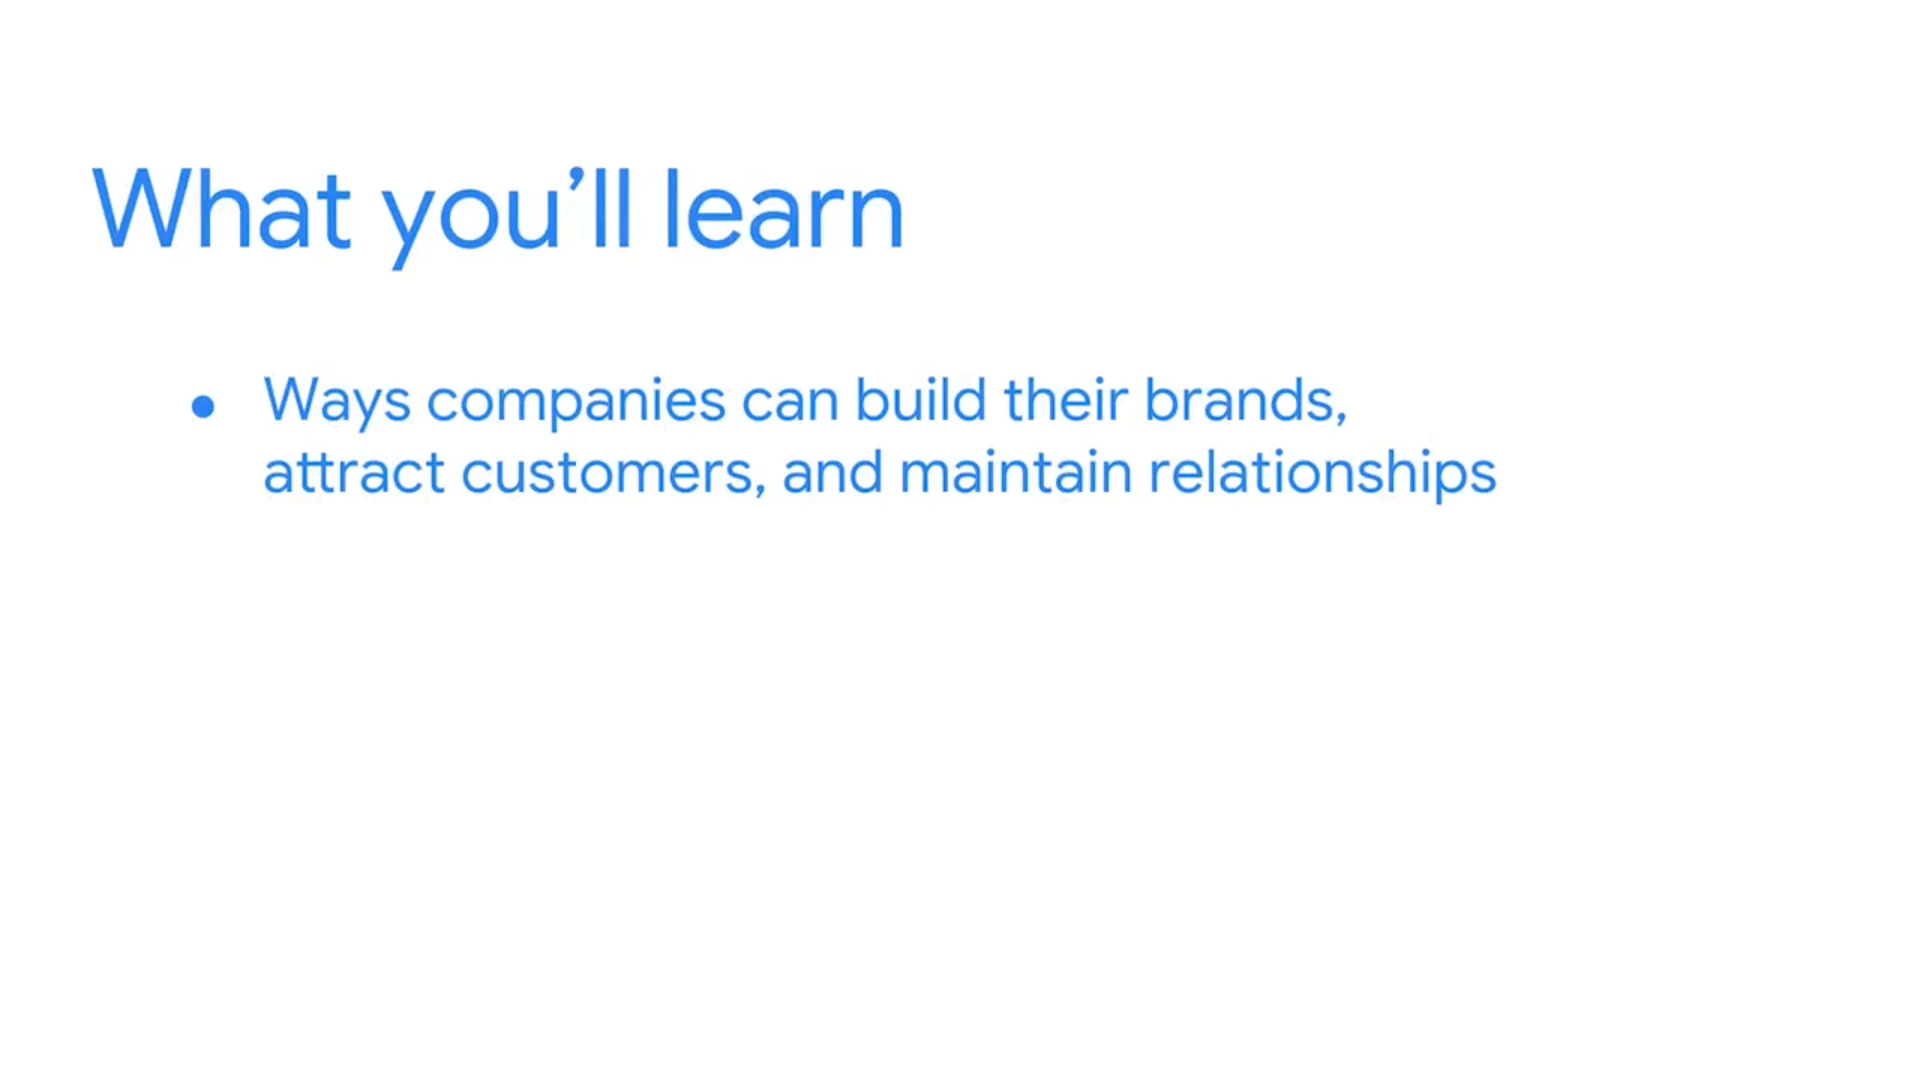 What you’ll learn
● Ways companies can build their brands,
attract customers, and maintain relationships